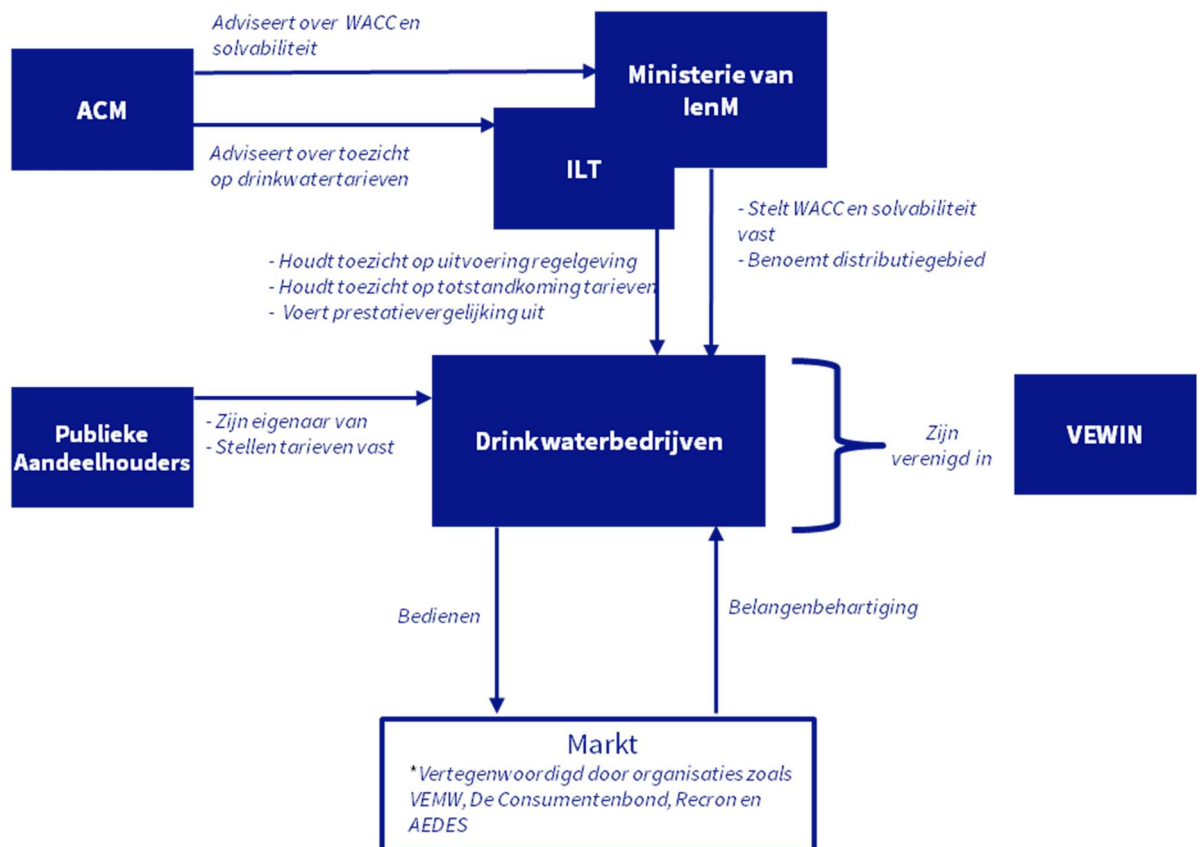 Adviseert over WACC en
solvabiliteit
ACM
Ministerie van
IenM
Adviseert over toezicht
op drinkwatertarieven
ILT
- Stelt WACC en solvabiliteit
vast
- Benoemt distributiegebied
- Houdt toezicht op uitvoering regelgeving
- Houdt toezicht op totstandkoming tarieven
- Voert prestatievergelijking uit
Publieke
Aandeelhouders
- Zijn eigenaar van
- Stellen tarieven vast
Drinkwaterbedrijven
Zijn
verenigd in
VEWIN
Bedienen
Belangenbehartiging
Markt
*Vertegenwoordigd door organisaties zoals
VEMW, De Consumentenbond, Recron en
AEDES